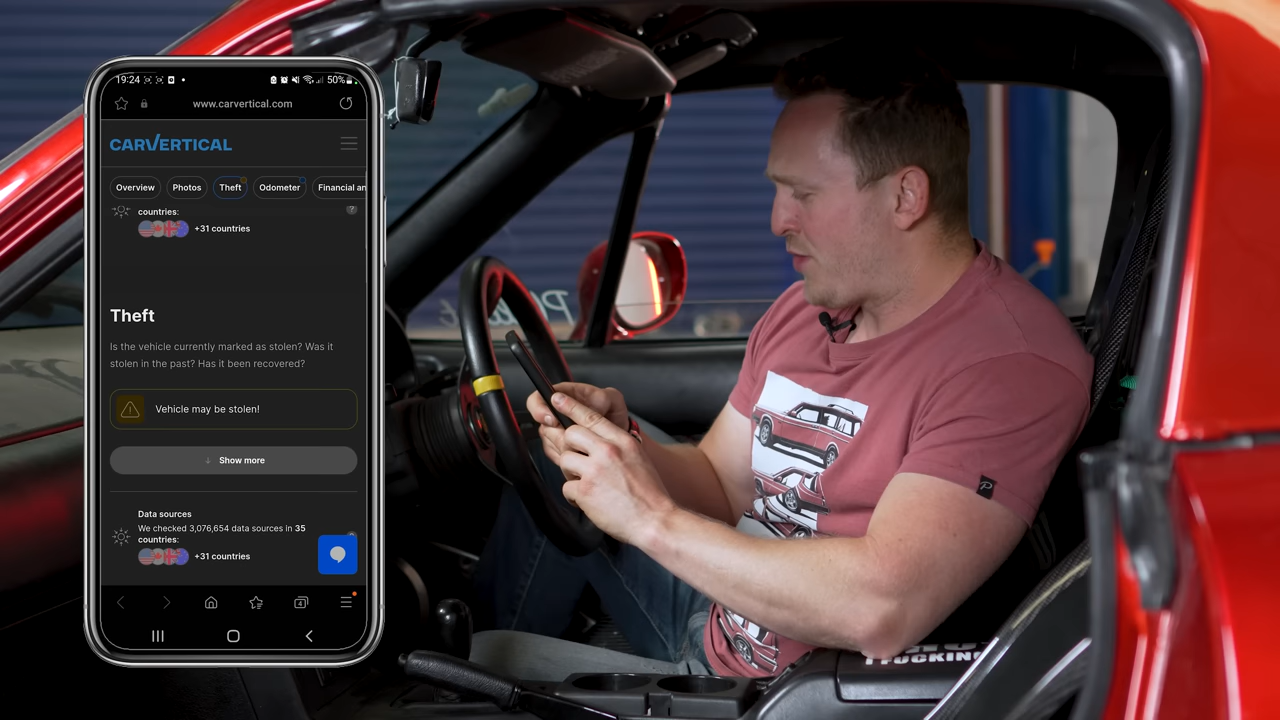 19:24
50%
www.carvertical.com
CARVERTICAL
Overview
Photos
Theft
Odometer
Financial an
countries:
+31 countries
?
Theft
Is the vehicle currently marked as stolen? Was it
stolen in the past? Has it been recovered?
Vehicle may be stolen!
Show more
Data sources
We checked 3,076,654 data sources in 35
countries:
+31 countries
4
P
TRUCKIN